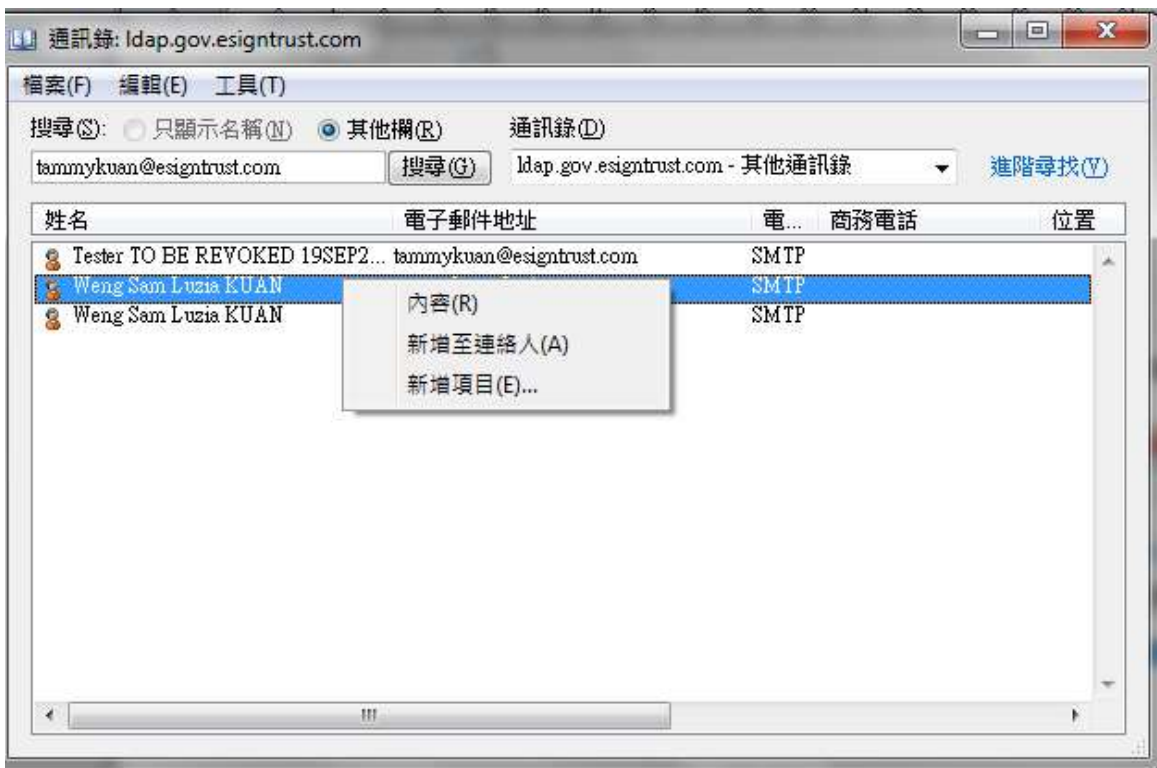 通訊錄: ldap.gov.esigntrust.com
檔案(F) 編輯(E) 工具(T)
搜尋(S): 只顯示名稱(N) 其他欄(R) 通訊錄(D)
tammykuan@esigntrust.com 搜尋(G) ldap.gov.esigntrust.com - 其他通訊錄 進階尋找(V)
姓名 電子郵件地址 電... 商務電話 位置
Tester TO BE REVOKED 19SEP2... tammykuan@esigntrust.com SMTP
Weng Sam Luzia KUAN SMTP
Weng Sam Luzia KUAN SMTP
內容(R)
新增至連絡人(A)
新增項目(E)...